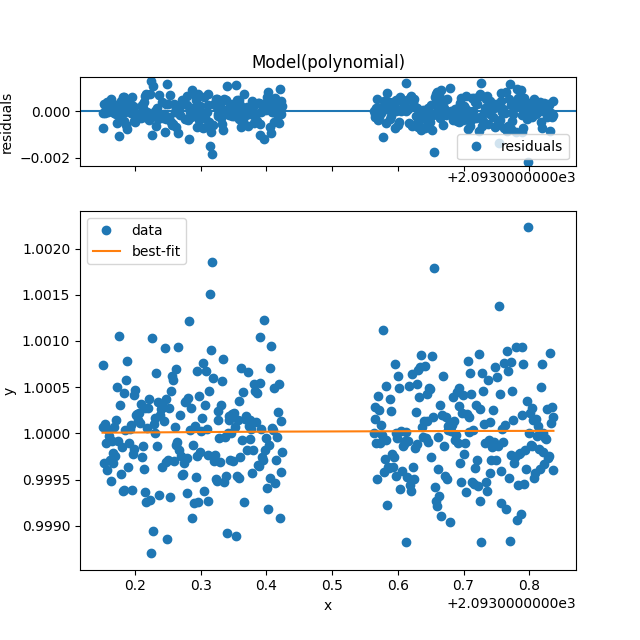 Model(polynomial)
residuals
0.000
−0.002
residuals
+2.0930000000e3
y
1.0020
1.0015
1.0010
1.0005
1.0000
0.9995
0.9990
data
best-fit
0.2 0.3 0.4 0.5 0.6 0.7 0.8
x
+2.0930000000e3